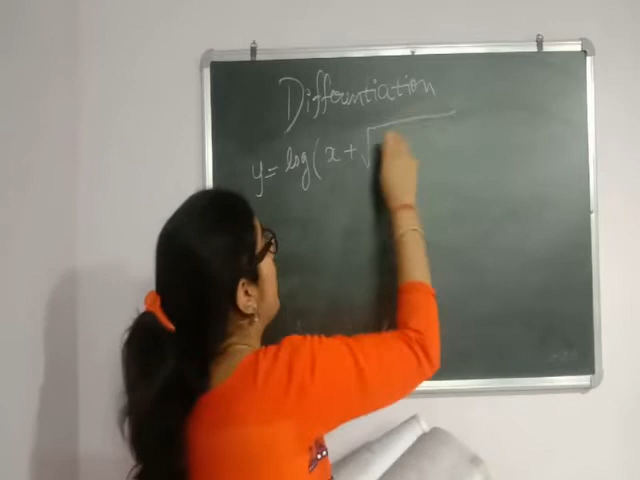 Differentiation
y = log(x + √